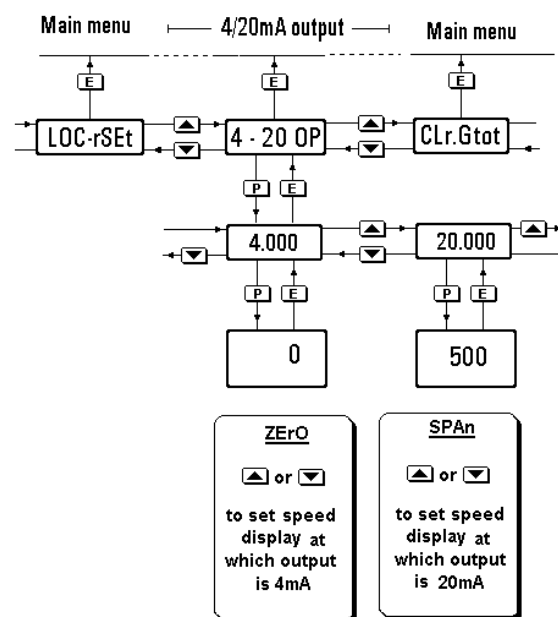 Main menu
4/20mA output
Main menu
E
E
E
LOC-rSEt
4 - 20 OP
CLr.Gtot
P
E
4.000
20.000
P
E
P
E
0
500
ZErO
or
to set speed
display at
which output
is 4mA
SPAn
or
to set speed
display at
which output
is 20mA